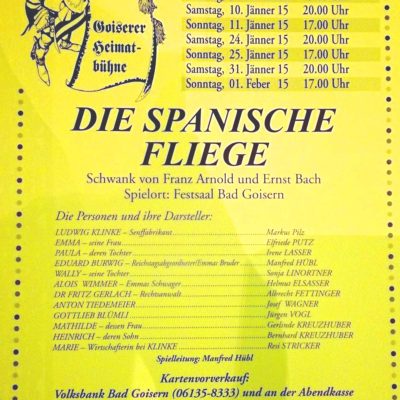 Goiserer
Heimat-
bühne
Samstag, 10. Jänner 15 20.00 Uhr
Sonntag, 11. Jänner 15 17.00 Uhr
Samstag, 24. Jänner 15 20.00 Uhr
Sonntag, 25. Jänner 15 17.00 Uhr
Samstag, 31. Jänner 15 20.00 Uhr
Sonntag, 01. Feber 15 17.00 Uhr
DIE SPANISCHE
FLIEGE
Schwank von Franz Arnold und Ernst Bach
Spielort: Festsaal Bad Goisern
Die Personen und ihre Darsteller:
LUDWIG KLINKE – Senffabrikant Markus Pilz
EMMA – seine Frau Elfriede PUTZ
PAULA – deren Tochter Irene LASSER
EDUARD BURWIG – Reichstagsabgeordneter/Emmas Bruder Manfred HÜBL
WALLY – seine Tochter Sonja LINORTNER
ALOIS WIMMER – Emmas Schwager Helmut ELSASSER
DR FRITZ GERLACH – Rechtsanwalt Albrecht FETTINGER
ANTON TIEDEMEIER Josef WAGNER
GOTTLIEB BLÜMLI JÜRGEN VOGL
MATHILDE – dessen Frau Gerlinde KREUZHUBER
HEINRICH – deren Sohn Bernhard KREUZHUBER
MARIE – Wirtschafterin bei KLINKE Resi STRICKER
Spielleitung: Manfred Hübl
Kartenvorverkauf:
Volksbank Bad Goisern (06135-8333) und an der Abendkasse